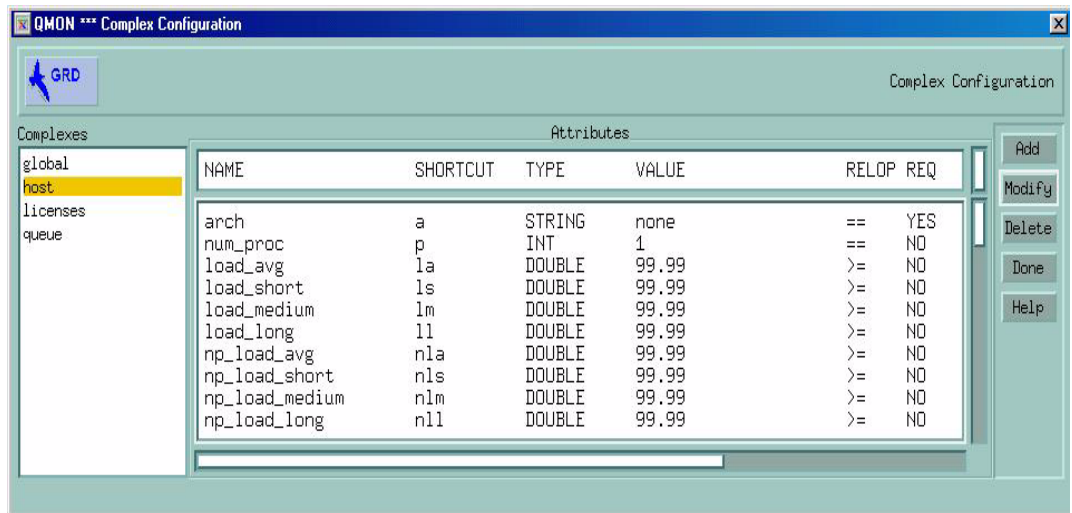 QMON *** Complex Configuration
GRD
Complex Configuration
Complexes
global
host
licenses
queue
Attributes
NAME SHORTCUT TYPE VALUE RELOP REQ
arch a STRING none == YES
num_proc p INT 1 == NO
load_avg la DOUBLE 99.99 >= NO
load_short ls DOUBLE 99.99 >= NO
load_medium lm DOUBLE 99.99 >= NO
load_long ll DOUBLE 99.99 >= NO
np_load_avg nla DOUBLE 99.99 >= NO
np_load_short nls DOUBLE 99.99 >= NO
np_load_medium nlm DOUBLE 99.99 >= NO
np_load_long nll DOUBLE 99.99 >= NO
Add
Modify
Delete
Done
Help